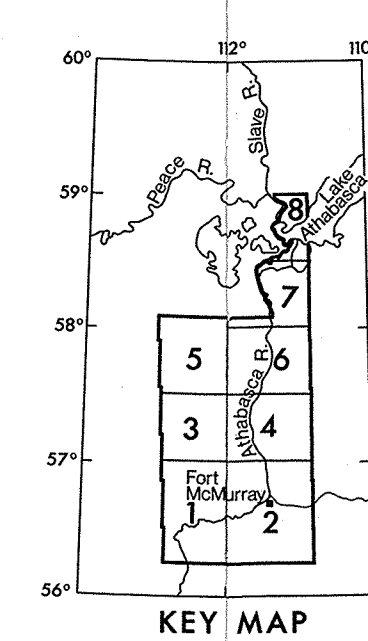 112°
110
60°
Slave R.
Peace R.
59°
Lake
Athabasca
8
7
58°
5
6
Athabasca R.
3
4
57°
Fort
McMurray
1
2
56°
KEY MAP